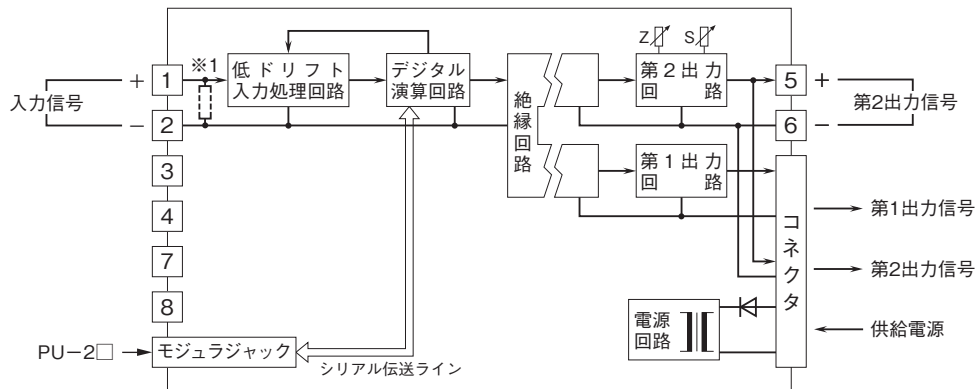 Z
S
※1
+
1
低ドリフト
入力処理回路
デジタル
演算回路
絶縁回路
第2出力
回路
5
+
入力信号
第2出力信号
−
2
6
−
3
第1出力
回路
4
コネクタ
第1出力信号
7
第2出力信号
8
電源
回路
供給電源
PU−2□
モジュラジャック
シリアル伝送ライン